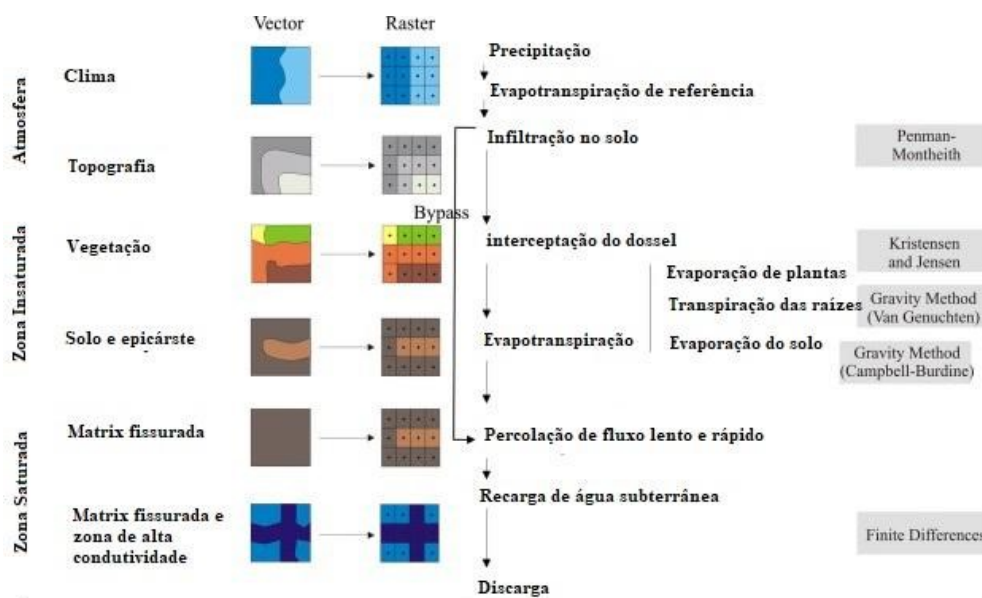 Vector
Raster
Atmosfera
Clima
Precipitação
Evapotranspiração de referência
Infiltração no solo
Penman-
Montheith
Topografia
Bypass
Zona Insaturada
Vegetação
interceptação do dossel
Kristensen
and Jensen
Evaporação de plantas
Transpiração das raízes
Gravity Method
(Van Genuchten)
Solo e epicárste
Evapotranspiração
Evaporação do solo
Gravity Method
(Campbell-Burdine)
Zona Saturada
Matrix fissurada
Percolação de fluxo lento e rápido
Recarga de água subterrânea
Matrix fissurada e
zona de alta
condutividade
Finite Differences
Discarga